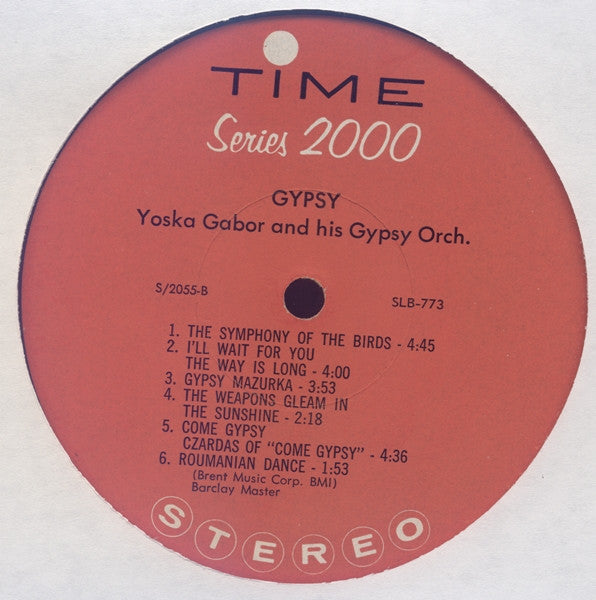 TIME
Series 2000
GYPSY
Yoska Gabor and his Gypsy Orch.
S/2055-B SLB-773
1. THE SYMPHONY OF THE BIRDS - 4:45
2. I'LL WAIT FOR YOU
THE WAY IS LONG - 4:00
3. GYPSY MAZURKA - 3:53
4. THE WEAPONS GLEAM IN
THE SUNSHINE - 2:18
5. COME GYPSY
CZARDAS OF "COME GYPSY" - 4:36
6. ROUMANIAN DANCE - 1:53
(Brent Music Corp. BMI)
Barclay Master
STEREO